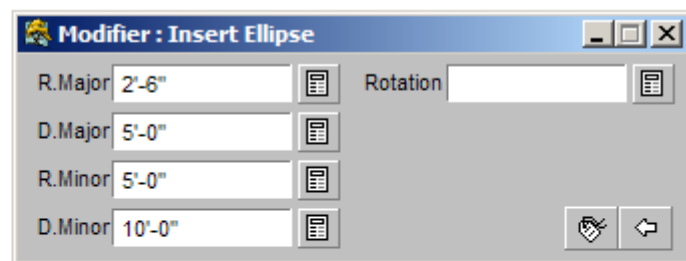 Modifier : Insert Ellipse
R.Major 2'-6" Rotation
D.Major 5'-0"
R.Minor 5'-0"
D.Minor 10'-0"